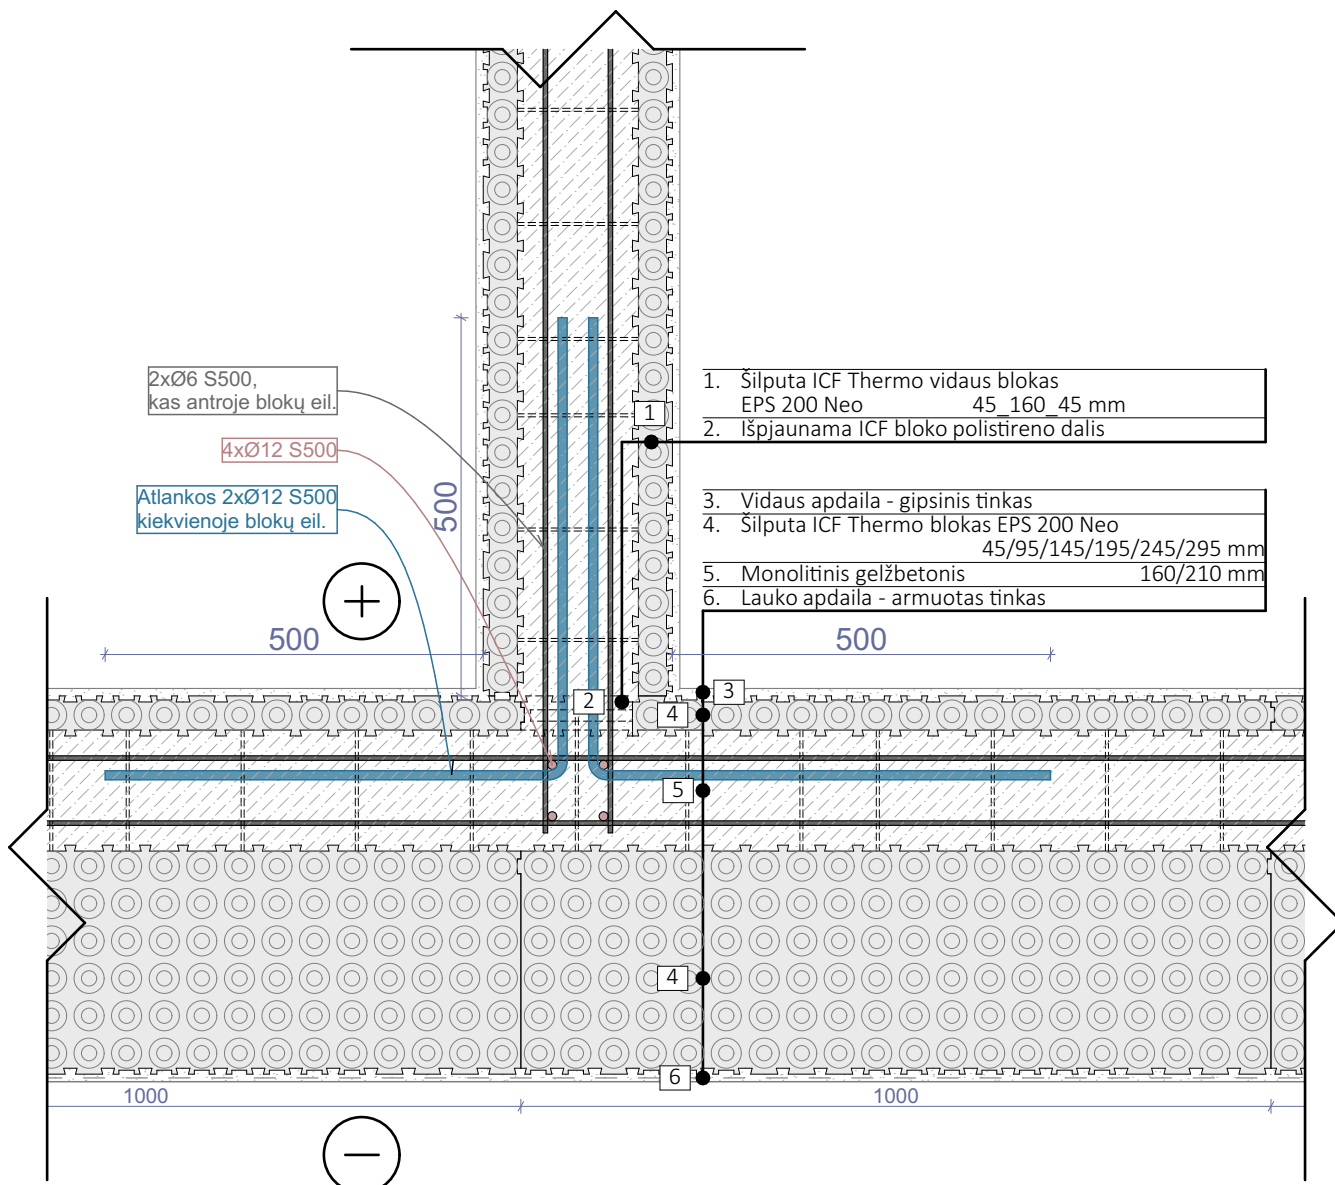 2xØ6 S500,
kas antroje blokų eil.
4xØ12 S500
Atlankos 2xØ12 S500
kiekvienoje blokų eil.
500
500
500
1
1. Šilputa ICF Thermo vidaus blokas
EPS 200 Neo 45_160_45 mm
2. Išpjaunama ICF bloko polistireno dalis
3. Vidaus apdaila - gipsinis tinkas
4. Šilputa ICF Thermo blokas EPS 200 Neo
45/95/145/195/245/295 mm
5. Monolitinis gelžbetonis 160/210 mm
6. Lauko apdaila - armuotas tinkas
+
2
3
4
5
4
6
1000
1000
−